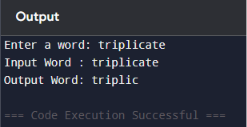 Output
Enter a word: triplicate
Input Word : triplicate
Output Word: triplic
=== Code Execution Successful ===